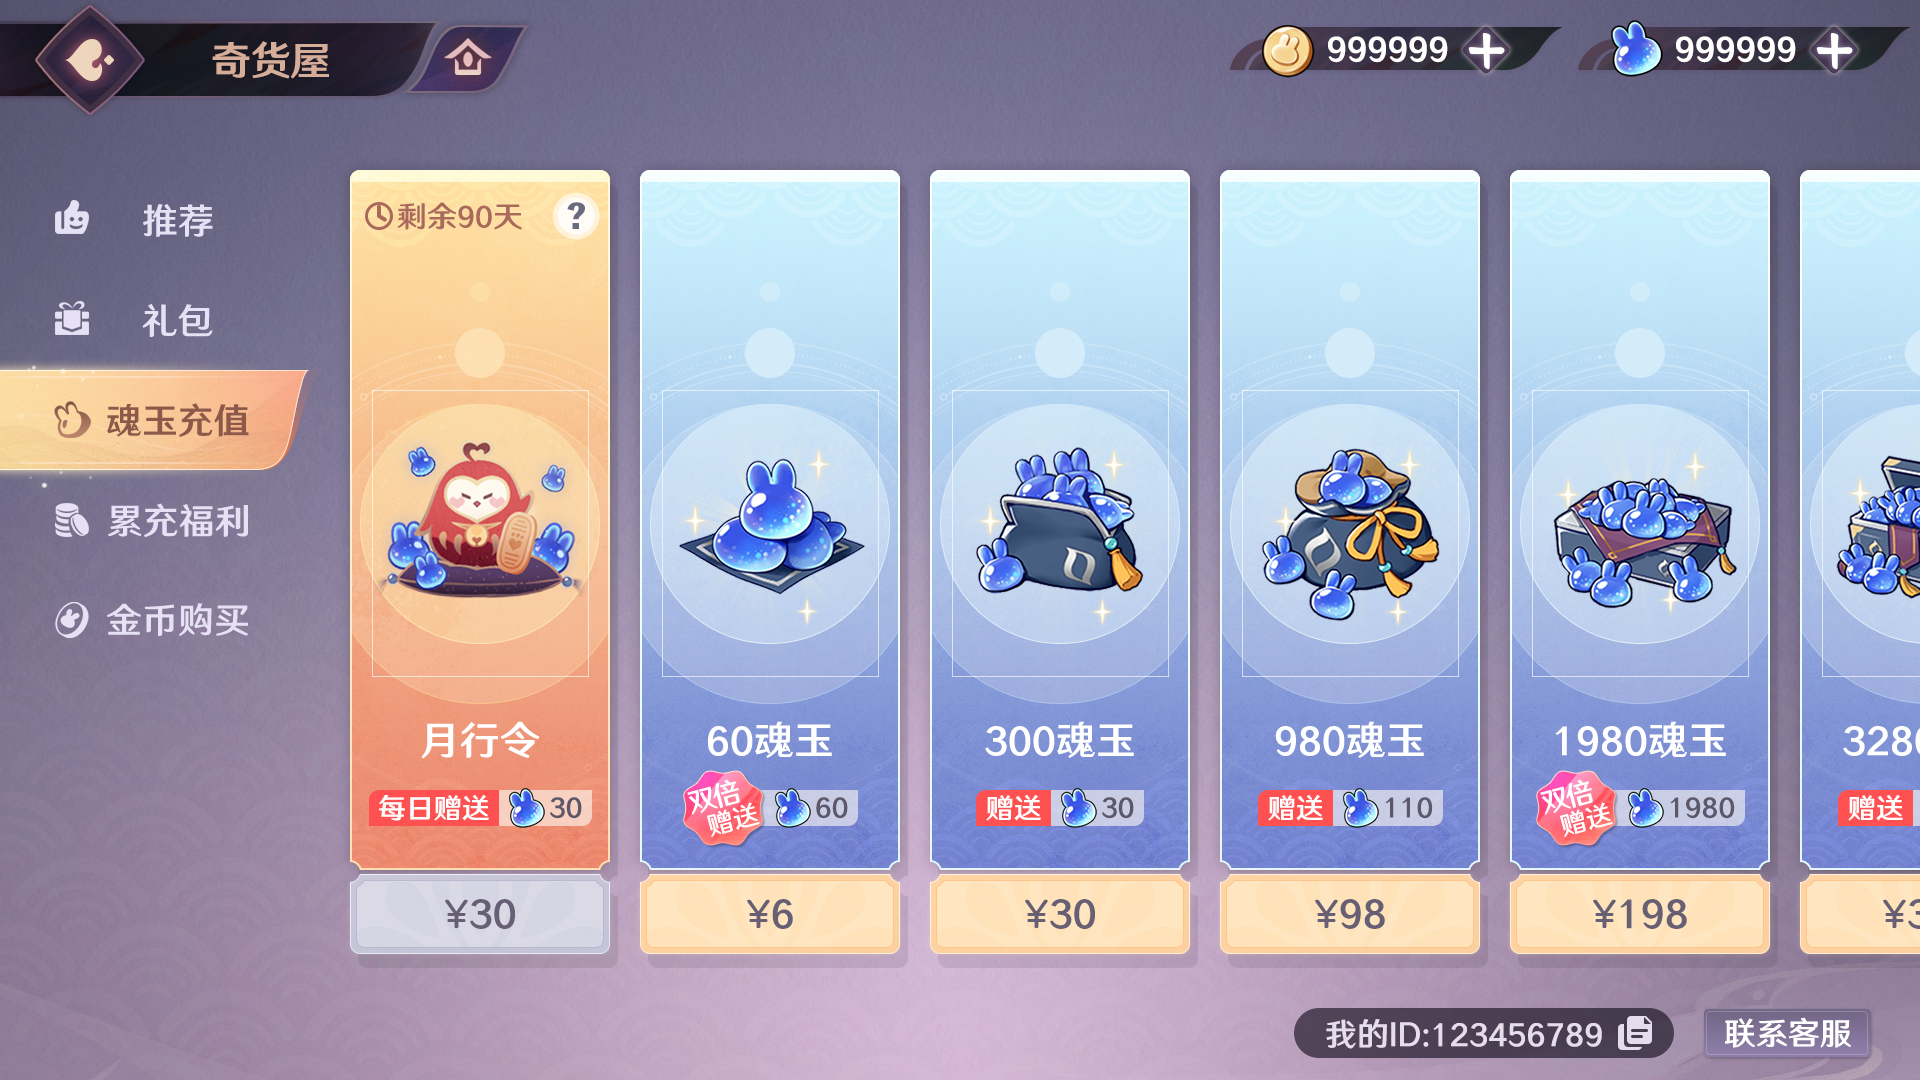 奇货屋
999999
999999
推荐
礼包
魂玉充值
累充福利
金币购买
剩余90天
?
月行令
每日赠送 30
¥30
60魂玉
双倍
赠送
60
¥6
300魂玉
赠送 30
¥30
980魂玉
赠送 110
¥98
1980魂玉
双倍
赠送
1980
¥198
328
赠送
¥3
我的ID:123456789
联系客服